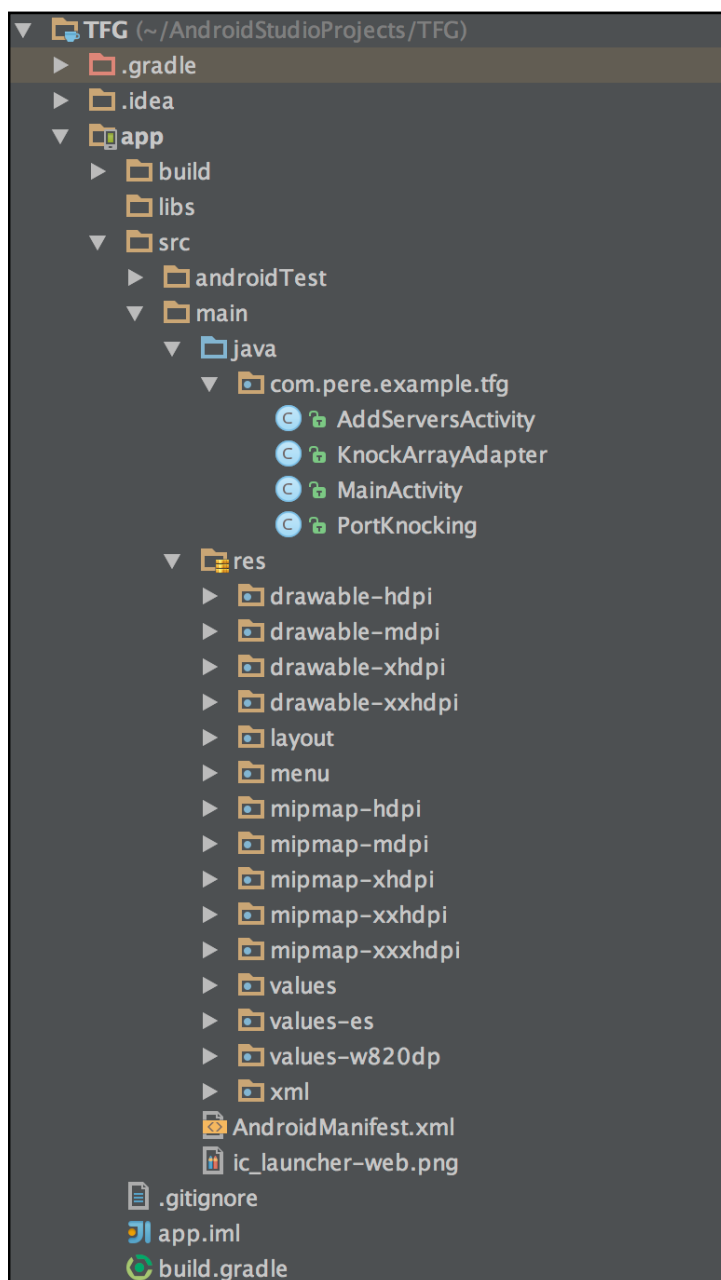 TFG (~/AndroidStudioProjects/TFG)
.gradle
.idea
app
build
libs
src
androidTest
main
java
com.pere.example.tfg
AddServersActivity
KnockArrayAdapter
MainActivity
PortKnocking
res
drawable-hdpi
drawable-mdpi
drawable-xhdpi
drawable-xxhdpi
layout
menu
mipmap-hdpi
mipmap-mdpi
mipmap-xhdpi
mipmap-xxhdpi
mipmap-xxxhdpi
values
values-es
values-w820dp
xml
AndroidManifest.xml
ic_launcher-web.png
.gitignore
app.iml
build.gradle